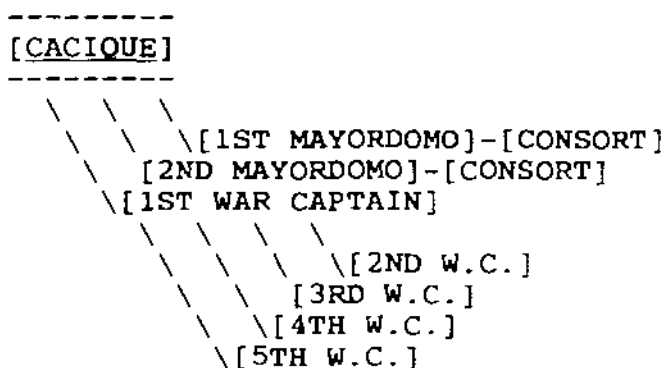 [CACIQUE]
[1ST MAYORDOMO]-[CONSORT]
[2ND MAYORDOMO]-[CONSORT]
[1ST WAR CAPTAIN]
[2ND W.C.]
[3RD W.C.]
[4TH W.C.]
[5TH W.C.]